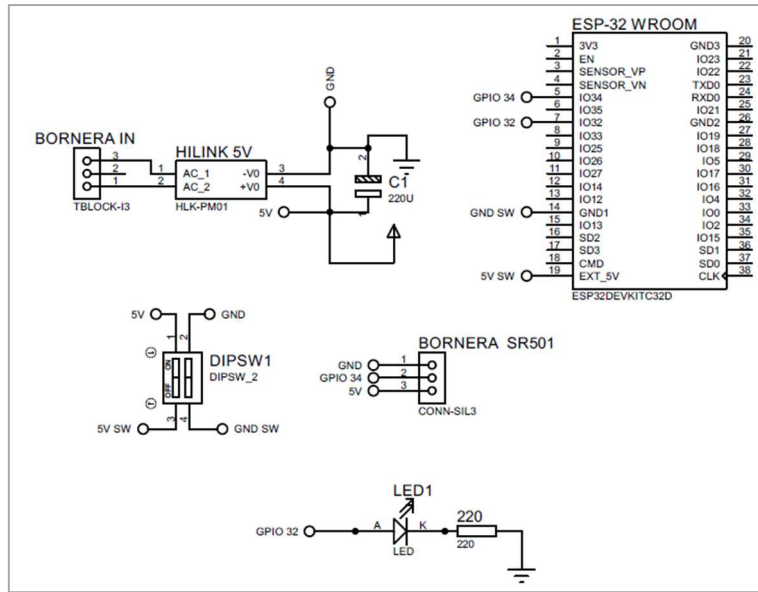 ESP-32 WROOM
1 3V3 GND3 20
2 EN IO23 21
3 SENSOR_VP IO22 22
4 SENSOR_VN TXD0 23
GPIO 34 5 IO34 RXD0 24
6 IO35 IO21 25
GPIO 32 7 IO32 GND2 26
8 IO33 IO19 27
9 IO25 IO18 28
10 IO26 IO5 29
11 IO27 IO17 30
12 IO14 IO16 31
13 IO12 IO4 32
GND SW 14 GND1 IO0 33
15 IO13 IO2 34
16 SD2 IO15 35
17 SD3 SD1 36
18 CMD SD0 37
5V SW 19 EXT_5V CLK 38
ESP32DEVKITC32D
GND
BORNERA IN
3
2
1
TBLOCK-I3
HILINK 5V
1 AC_1 -V0 3
2 AC_2 +V0 4
HLK-PM01
5V
2
C1
220U
1
5V GND
1 2
ON
OFF
DIPSW1
DIPSW_2
3 4
5V SW GND SW
BORNERA SR501
GND 1
GPIO 34 2
5V 3
CONN-SIL3
LED1
GPIO 32 A K
LED
220
220